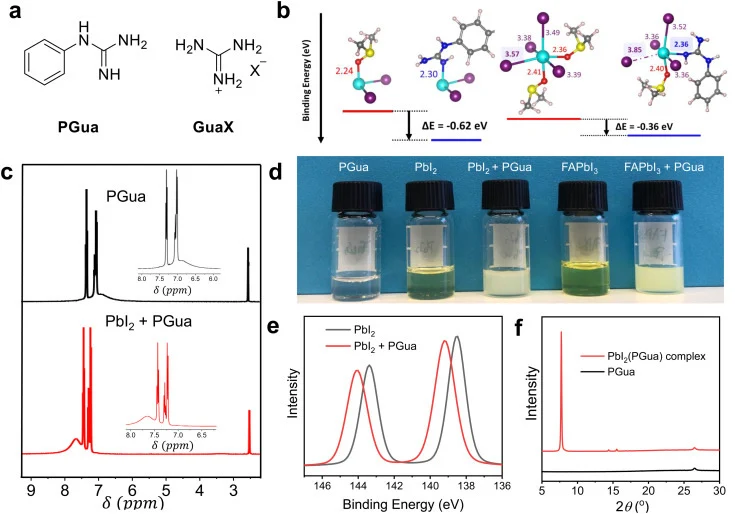 a
H
N
NH₂
NH
PGua
H₂N
NH₂
NH₂
+
X⁻
GuaX
b
Binding Energy (eV)
2.24
2.30
3.38
3.49
3.57
2.36
2.41
3.39
3.52
3.36
3.85
2.36
2.40
3.36
ΔE = -0.62 eV
ΔE = -0.36 eV
c
PGua
8.0 7.5 7.0 6.5 6.0
δ (ppm)
PbI₂ + PGua
8.0 7.5 7.0 6.5
δ (ppm)
9 8 7 6 5 4 3
δ (ppm)
d
PGua PbI₂ PbI₂ + PGua FAPbI₃ FAPbI₃ + PGua
e
PbI₂
PbI₂ + PGua
Intensity
146 144 142 140 138 136
Binding Energy (eV)
f
PbI₂(PGua) complex
PGua
Intensity
5 10 15 20 25 30
2θ (°)